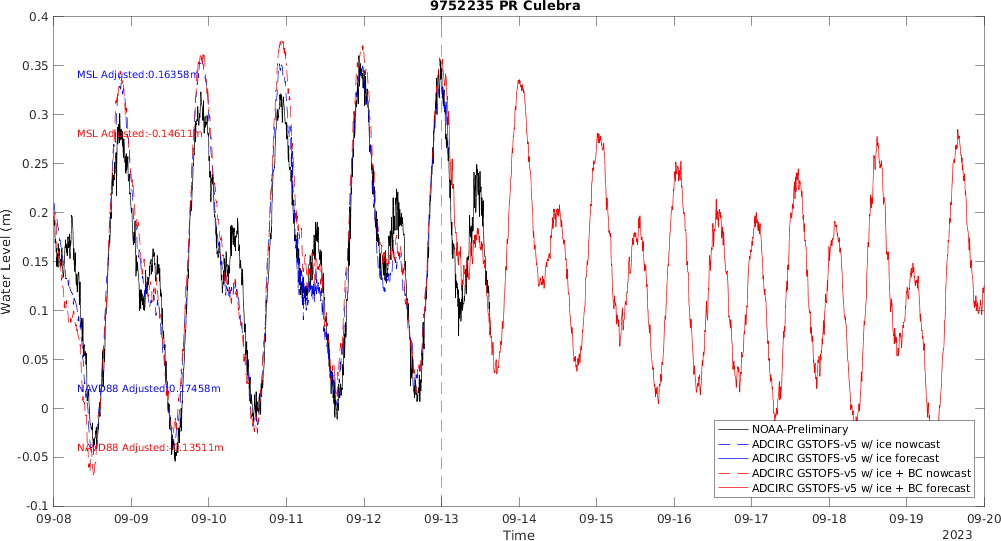 9752235 PR Culebra
0.4
0.35
MSL Adjusted:0.16358m
0.3
MSL Adjusted:-0.14611m
0.25
0.2
Water Level (m)
0.15
0.1
0.05
NAVD88 Adjusted:0.17458m
0
NAVD88 Adjusted:-0.13511m
-0.05
-0.1
NOAA-Preliminary
ADCIRC GSTOFS-v5 w/ ice nowcast
ADCIRC GSTOFS-v5 w/ ice forecast
ADCIRC GSTOFS-v5 w/ ice + BC nowcast
ADCIRC GSTOFS-v5 w/ ice + BC forecast
09-08 09-09 09-10 09-11 09-12 09-13 09-14 09-15 09-16 09-17 09-18 09-19 09-20
Time
2023